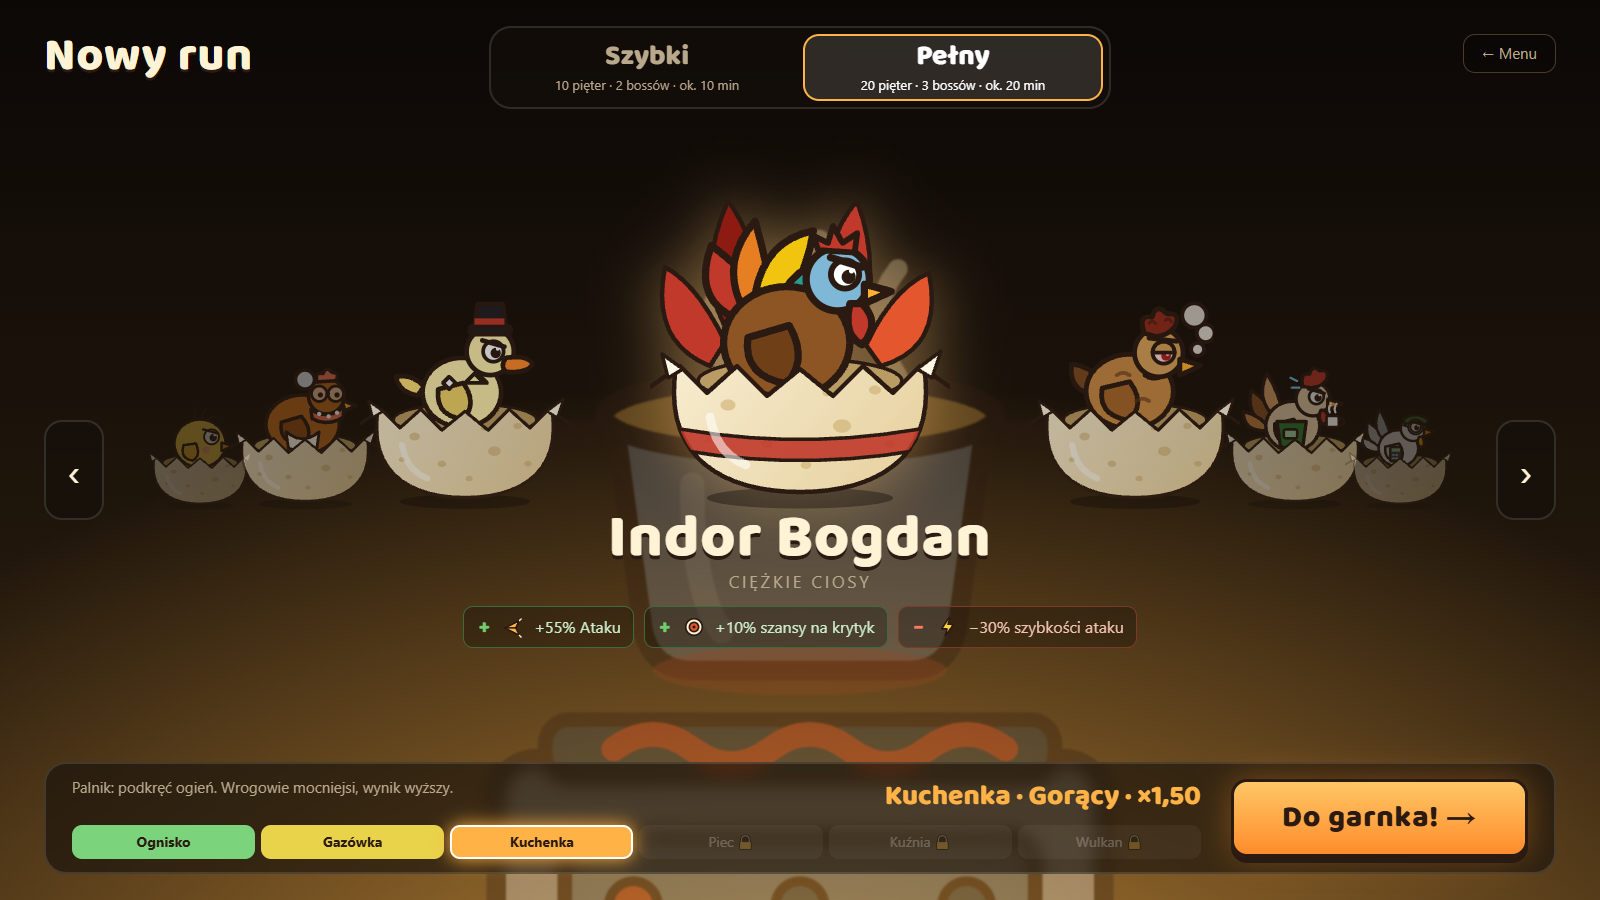 Nowy run
Szybki
10 pięter · 2 bossów · ok. 10 min
Pełny
20 pięter · 3 bossów · ok. 20 min
← Menu
‹
›
Indor Bogdan
CIĘŻKIE CIOSY
+ +55% Ataku
+ +10% szansy na krytyk
− −30% szybkości ataku
Palnik: podkręć ogień. Wrogowie mocniejsi, wynik wyższy.
Kuchenka · Gorący · ×1,50
Ognisko
Gazówka
Kuchenka
Piec
Kuźnia
Wulkan
Do garnka! →